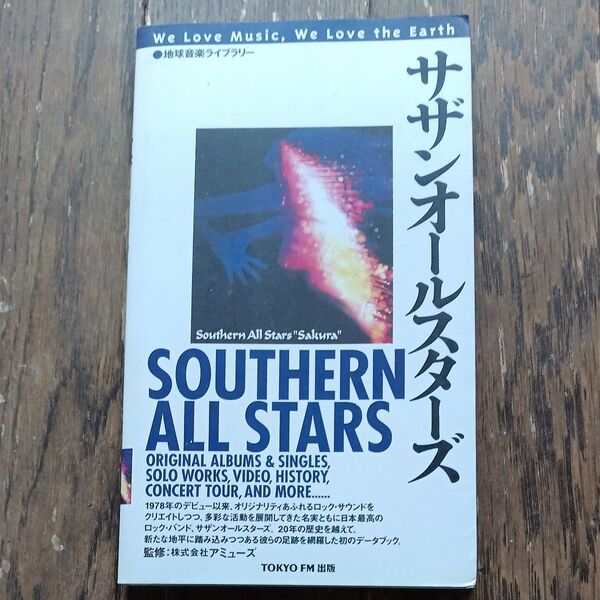 We Love Music, We Love the Earth
●地球音楽ライブラリー
サザンオールスターズ
Southern All Stars "Sakura"
SOUTHERN
ALL STARS
ORIGINAL ALBUMS & SINGLES,
SOLO WORKS, VIDEO, HISTORY,
CONCERT TOUR, AND MORE......
1978年のデビュー以来、オリジナリティあふれるロック・サウンドを
クリエイトしつつ、多彩な活動を展開してきた名実ともに日本最高の
ロック・バンド、サザンオールスターズ。20年の歴史を越えて、
新たな地平に踏み込みつつある彼らの足跡を網羅した初のデータブック。
監修:株式会社アミューズ
TOKYO FM 出版